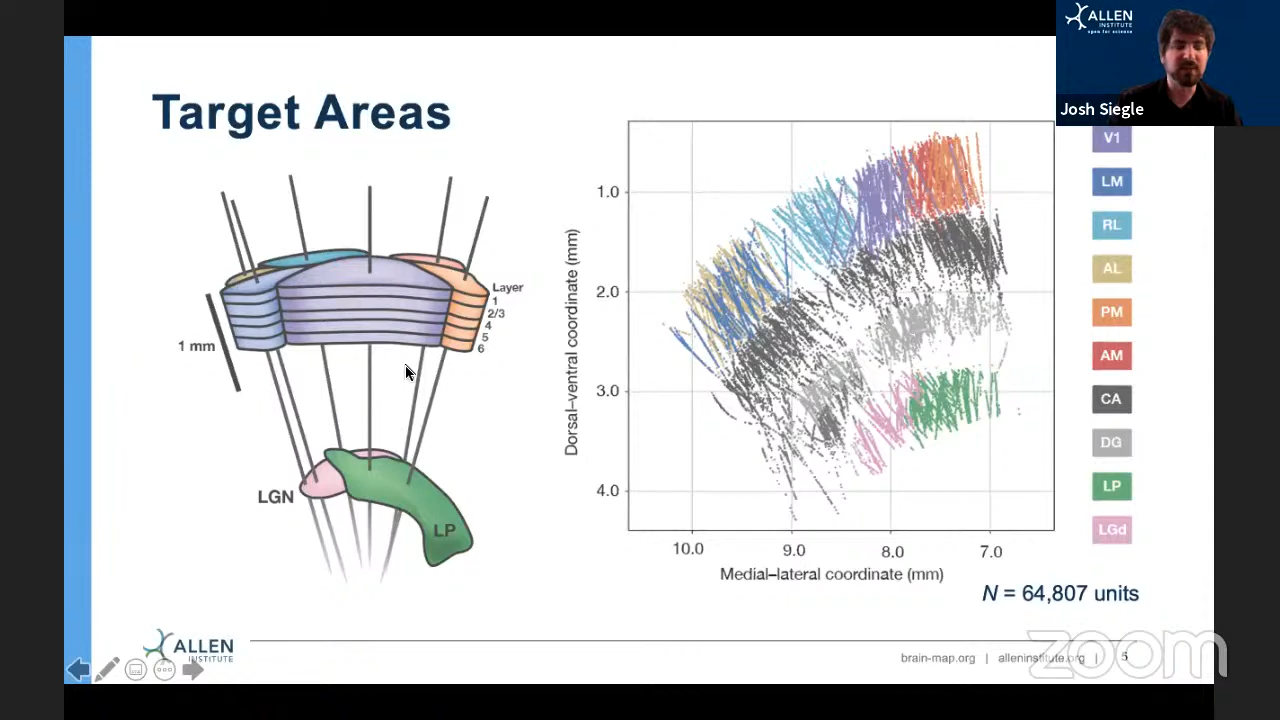 ALLEN
INSTITUTE
open for science
Josh Siegle
Target Areas
Layer
1
2/3
4
5
6
1 mm
LGN
LP
Dorsal–ventral coordinate (mm)
1.0
2.0
3.0
4.0
10.0 9.0 8.0 7.0
Medial–lateral coordinate (mm)
V1
LM
RL
AL
PM
AM
CA
DG
LP
LGd
N = 64,807 units
ALLEN
INSTITUTE
brain-map.org | alleninstitute.org | 5
zoom